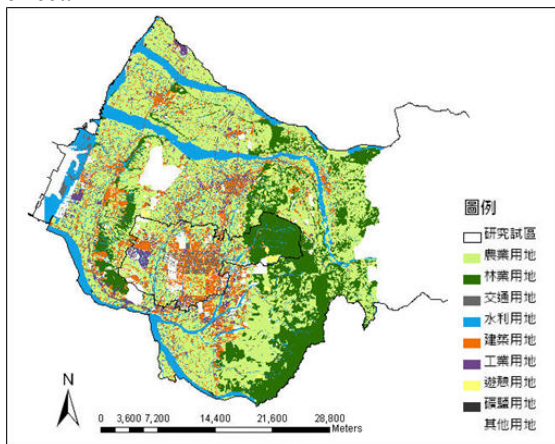 圖例
研究試區
農業用地
林業用地
交通用地
水利用地
建築用地
工業用地
遊憩用地
礦鹽用地
其他用地
N
0 3,600 7,200 14,400 21,600 28,800
Meters